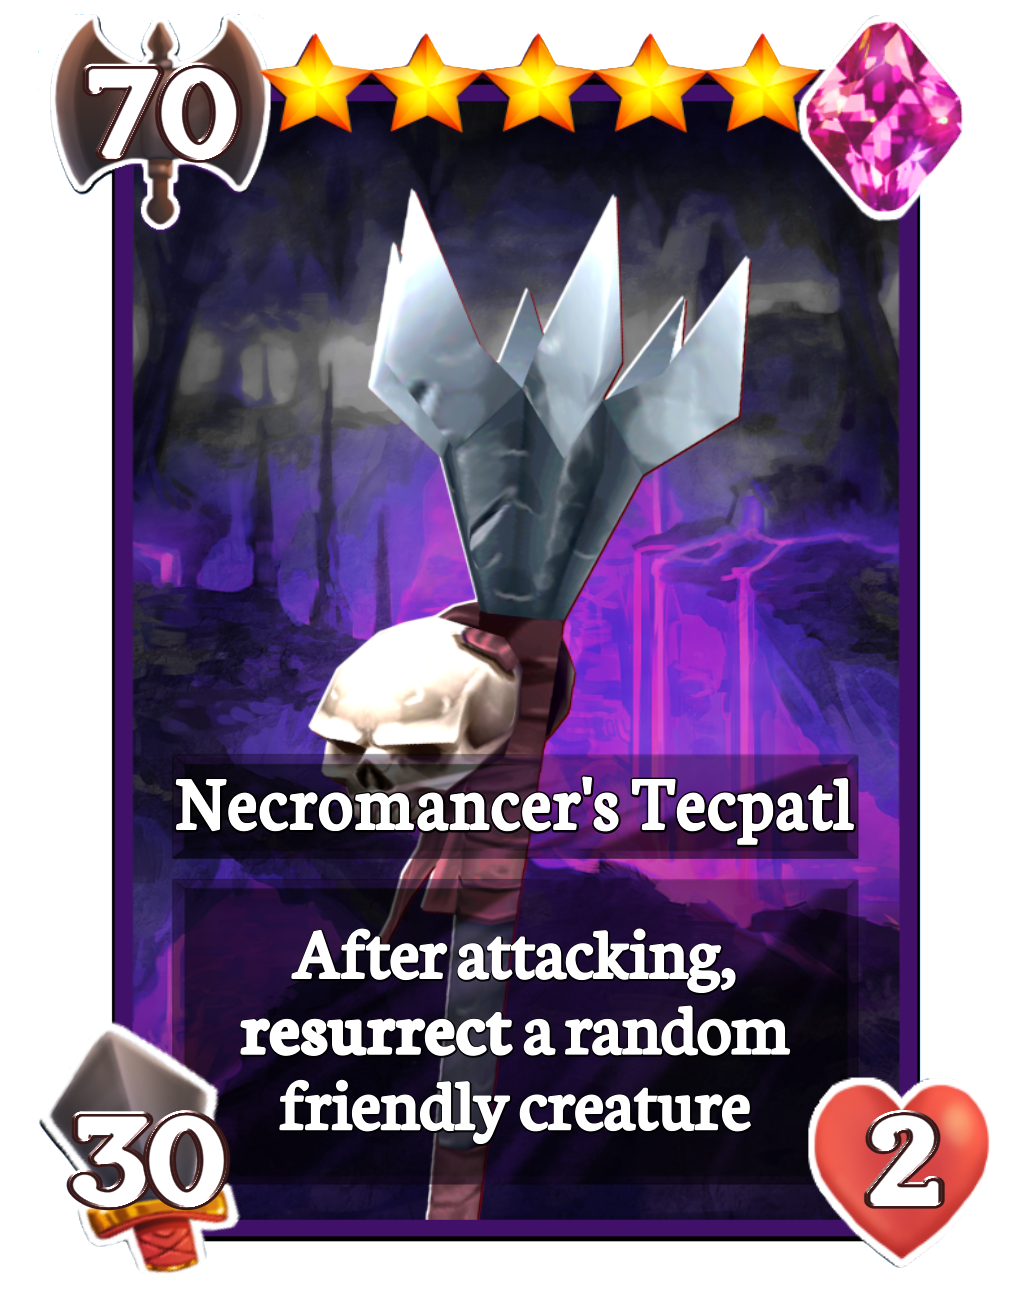 70
Necromancer's Tecpatl
After attacking,
resurrect a random
friendly creature
30
2